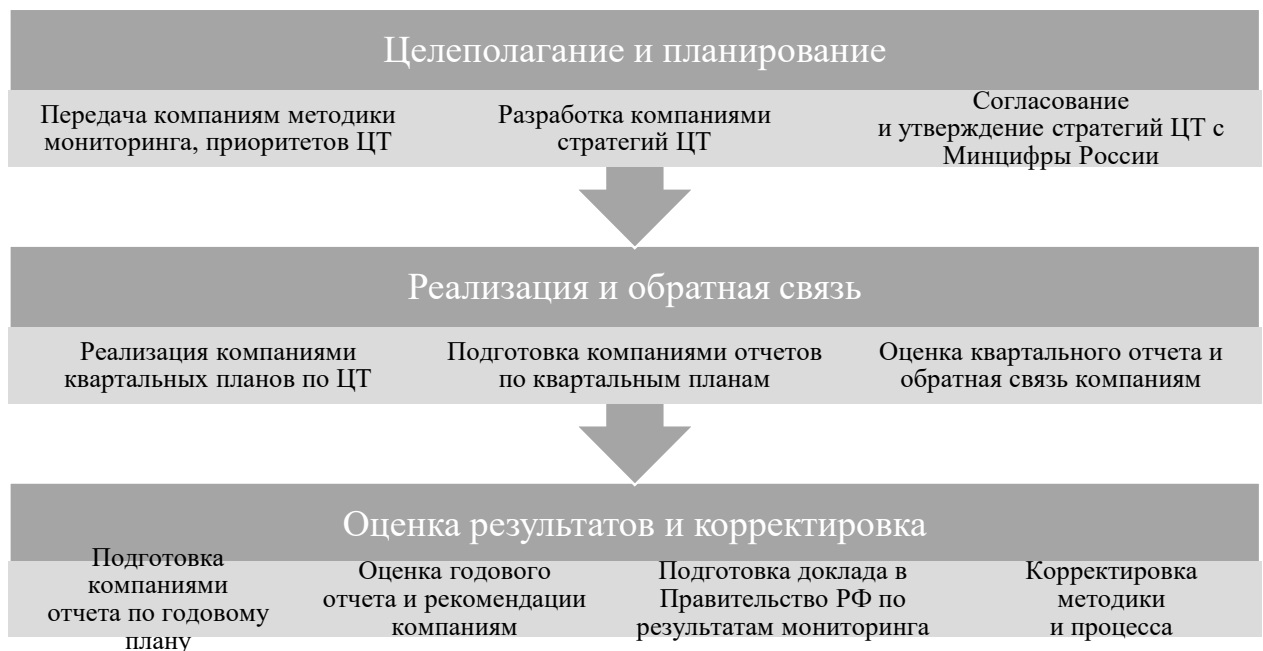 Целеполагание и планирование
Передача компаниям методики
мониторинга, приоритетов ЦТ
Разработка компаниями
стратегий ЦТ
Согласование
и утверждение стратегий ЦТ с
Минцифры России
Реализация и обратная связь
Реализация компаниями
квартальных планов по ЦТ
Подготовка компаниями отчетов
по квартальным планам
Оценка квартального отчета и
обратная связь компаниям
Оценка результатов и корректировка
Подготовка
компаниями
отчета по годовому
плану
Оценка годового
отчета и рекомендации
компаниям
Подготовка доклада в
Правительство РФ по
результатам мониторинга
Корректировка
методики
и процесса